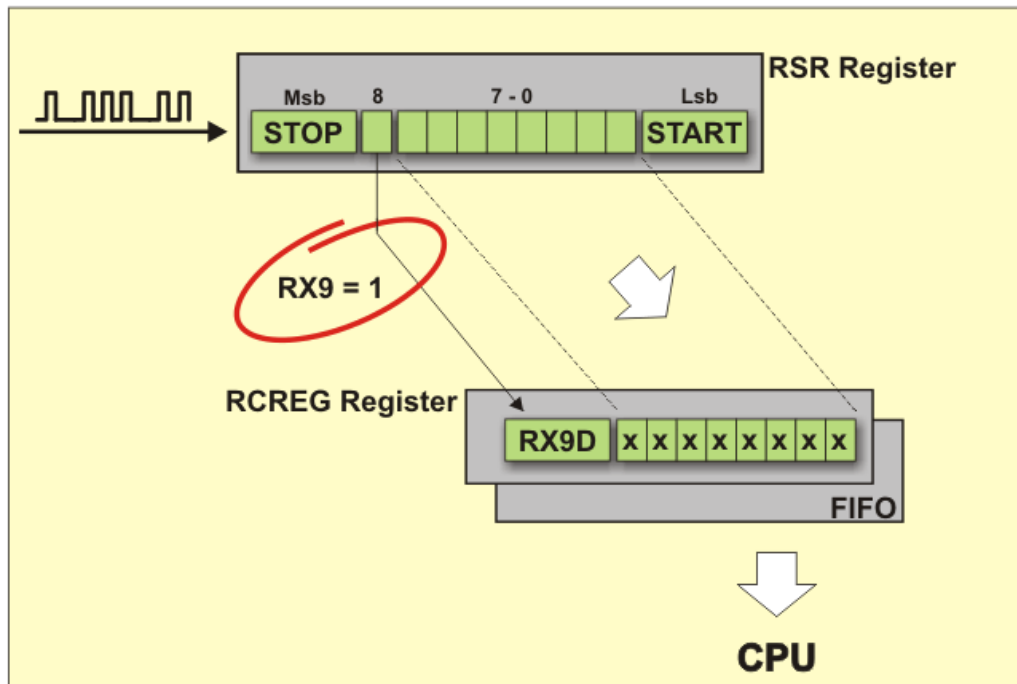 RSR Register
Msb 8 7 - 0 Lsb
STOP START
RX9 = 1
RCREG Register
RX9D x x x x x x x x
FIFO
CPU